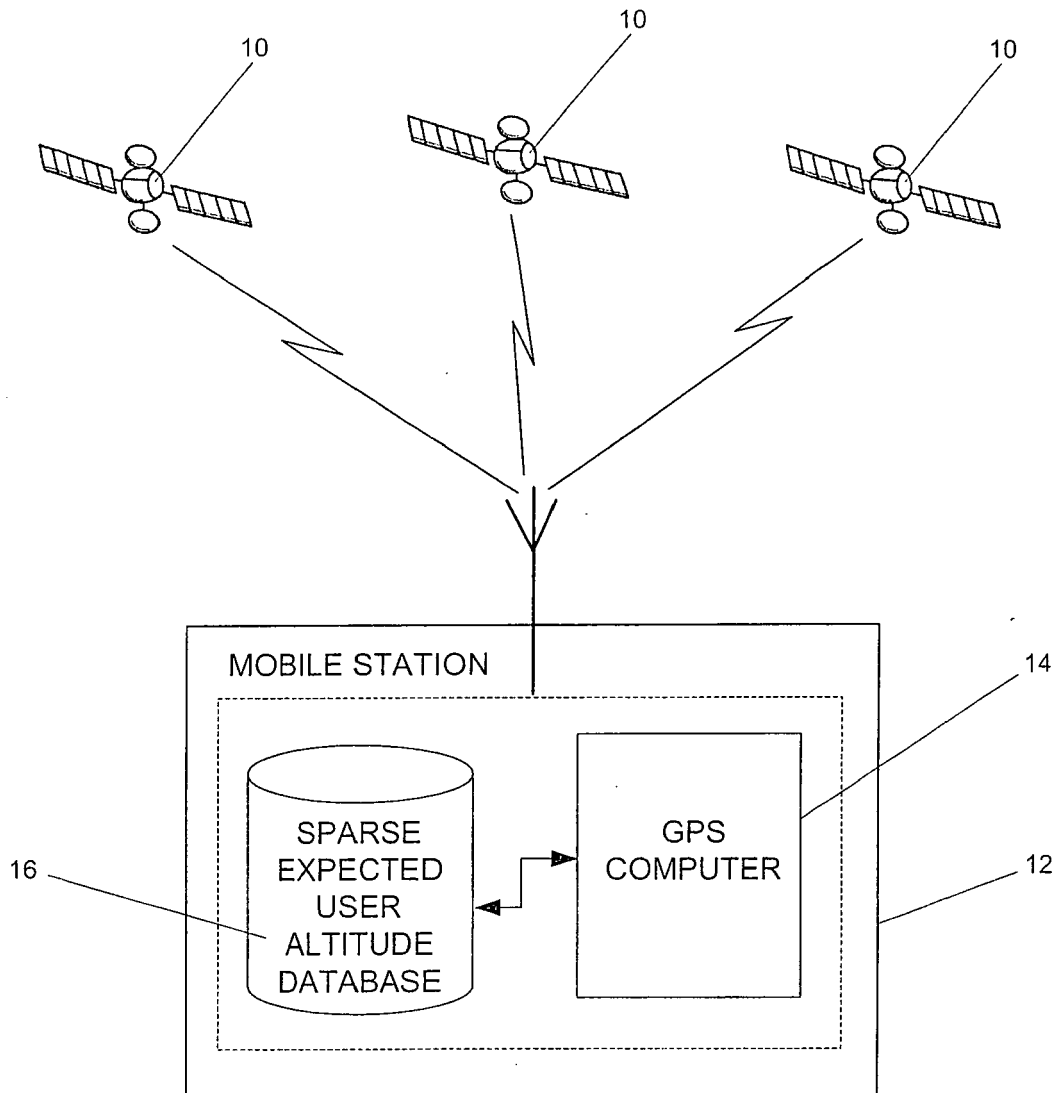 10
10
10
MOBILE STATION
14
SPARSE
EXPECTED
USER
ALTITUDE
DATABASE
GPS
COMPUTER
16
12